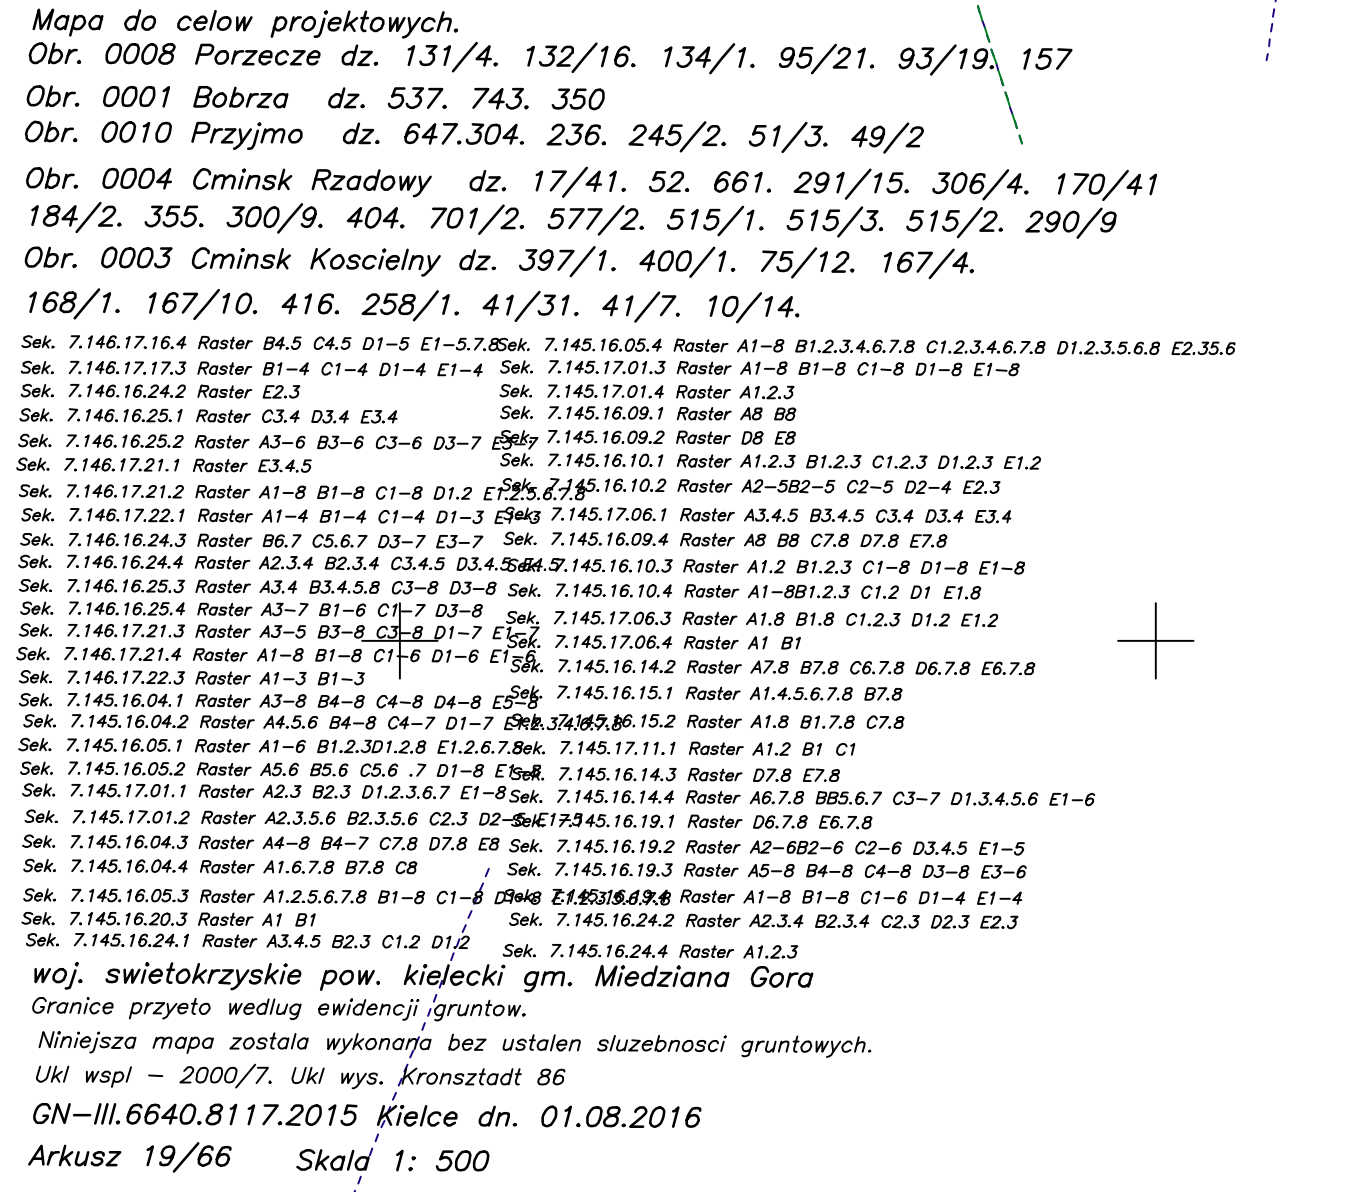 Mapa do celow projektowych.
Obr. 0008 Porzecze dz. 131/4. 132/16. 134/1. 95/21. 93/19. 157
Obr. 0001 Bobrza dz. 537. 743. 350
Obr. 0010 Przyjmo dz. 647.304. 236. 245/2. 51/3. 49/2
Obr. 0004 Cminsk Rzadowy dz. 17/41. 52. 661. 291/15. 306/4. 170/41
184/2. 355. 300/9. 404. 701/2. 577/2. 515/1. 515/3. 515/2. 290/9
Obr. 0003 Cminsk Koscielny dz. 397/1. 400/1. 75/12. 167/4.
168/1. 167/10. 416. 258/1. 41/31. 41/7. 10/14.
Sek. 7.146.17.16.4 Raster B4.5 C4.5 D1-5 E1-5.7.8
Sek. 7.146.17.17.3 Raster B1-4 C1-4 D1-4 E1-4
Sek. 7.146.16.24.2 Raster E2.3
Sek. 7.146.16.25.1 Raster C3.4 D3.4 E3.4
Sek. 7.146.16.25.2 Raster A3-6 B3-6 C3-6 D3-7 E3-7
Sek. 7.146.17.21.1 Raster E3.4.5
Sek. 7.146.17.21.2 Raster A1-8 B1-8 C1-8 D1.2 E1.2.5.6.7.8
Sek. 7.146.17.22.1 Raster A1-4 B1-4 C1-4 D1-3 E1-3
Sek. 7.146.16.24.3 Raster B6.7 C5.6.7 D3-7 E3-7
Sek. 7.146.16.24.4 Raster A2.3.4 B2.3.4 C3.4.5 D3.4.5 E4.5
Sek. 7.146.16.25.3 Raster A3.4 B3.4.5.8 C3-8 D3-8
Sek. 7.146.16.25.4 Raster A3-7 B1-6 C1-7 D3-8
Sek. 7.146.17.21.3 Raster A3-5 B3-8 C3-8 D1-7 E1-7
Sek. 7.146.17.21.4 Raster A1-8 B1-8 C1-6 D1-6 E1-6
Sek. 7.146.17.22.3 Raster A1-3 B1-3
Sek. 7.145.16.04.1 Raster A3-8 B4-8 C4-8 D4-8 E5-8
Sek. 7.145.16.04.2 Raster A4.5.6 B4-8 C4-7 D1-7 E1.2.3.4.6.7.8
Sek. 7.145.16.05.1 Raster A1-6 B1.2.3D1.2.8 E1.2.6.7.8
Sek. 7.145.16.05.2 Raster A5.6 B5.6 C5.6 .7 D1-8 E1-8
Sek. 7.145.17.01.1 Raster A2.3 B2.3 D1.2.3.6.7 E1-8
Sek. 7.145.17.01.2 Raster A2.3.5.6 B2.3.5.6 C2.3 D2-5 E1-5
Sek. 7.145.16.04.3 Raster A4-8 B4-7 C7.8 D7.8 E8
Sek. 7.145.16.04.4 Raster A1.6.7.8 B7.8 C8
Sek. 7.145.16.05.3 Raster A1.2.5.6.7.8 B1-8 C1-8 D1-8
Sek. 7.145.16.20.3 Raster A1 B1
Sek. 7.145.16.24.1 Raster A3.4.5 B2.3 C1.2 D1.2
Sek. 7.145.16.05.4 Raster A1-8 B1.2.3.4.6.7.8 C1.2.3.4.6.7.8 D1.2.3.5.6.8 E2.35.6
Sek. 7.145.17.01.3 Raster A1-8 B1-8 C1-8 D1-8 E1-8
Sek. 7.145.17.01.4 Raster A1.2.3
Sek. 7.145.16.09.1 Raster A8 B8
Sek. 7.145.16.09.2 Raster D8 E8
Sek. 7.145.16.10.1 Raster A1.2.3 B1.2.3 C1.2.3 D1.2.3 E1.2
Sek. 7.145.16.10.2 Raster A2-5B2-5 C2-5 D2-4 E2.3
Sek. 7.145.17.06.1 Raster A3.4.5 B3.4.5 C3.4 D3.4 E3.4
Sek. 7.145.16.09.4 Raster A8 B8 C7.8 D7.8 E7.8
Sek. 7.145.16.10.3 Raster A1.2 B1.2.3 C1-8 D1-8 E1-8
Sek. 7.145.16.10.4 Raster A1-8B1.2.3 C1.2 D1 E1.8
Sek. 7.145.17.06.3 Raster A1.8 B1.8 C1.2.3 D1.2 E1.2
Sek. 7.145.17.06.4 Raster A1 B1
Sek. 7.145.16.14.2 Raster A7.8 B7.8 C6.7.8 D6.7.8 E6.7.8
Sek. 7.145.16.15.1 Raster A1.4.5.6.7.8 B7.8
Sek. 7.145.16.15.2 Raster A1.8 B1.7.8 C7.8
Sek. 7.145.17.11.1 Raster A1.2 B1 C1
Sek. 7.145.16.14.3 Raster D7.8 E7.8
Sek. 7.145.16.14.4 Raster A6.7.8 BB5.6.7 C3-7 D1.3.4.5.6 E1-6
Sek. 7.145.16.19.1 Raster D6.7.8 E6.7.8
Sek. 7.145.16.19.2 Raster A2-6B2-6 C2-6 D3.4.5 E1-5
Sek. 7.145.16.19.3 Raster A5-8 B4-8 C4-8 D3-8 E3-6
Sek. 7.145.16.19.4 Raster A1-8 B1-8 C1-6 D1-4 E1-4
Sek. 7.145.16.24.2 Raster A2.3.4 B2.3.4 C2.3 D2.3 E2.3
Sek. 7.145.16.24.4 Raster A1.2.3
woj. swietokrzyskie pow. kielecki gm. Miedziana Gora
Granice przyeto wedlug ewidencji gruntow.
Niniejsza mapa zostala wykonana bez ustalen sluzebnosci gruntowych.
Ukl wspl - 2000/7. Ukl wys. Kronsztadt 86
GN-III.6640.8117.2015 Kielce dn. 01.08.2016
Arkusz 19/66 Skala 1: 500